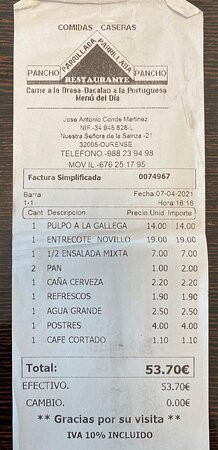 COMIDAS CASERAS
PARRILLADA PARRILLADA
PANCHO PANCHO
RESTAURANTE
Carne a la Brasa-Bacalao a la Portuguesa
Menú del Día
Jose Antonio Conde Martinez
NIF.-34 945 828-L
Nuestra Señora de la Sainza -21
32005-OURENSE
TELEFONO.-988 23 94 98
MOVIL.-676 25 17 95
Factura Simplificada 0074967
Barra Fecha:07-04-2021
1-1 Hora:16:16
Cant Descripcion Precio.Unid Importe
1 PULPO A LA GALLEGA 14.00 14.00
1 ENTRECOTE NOVILLO 19.00 19.00
1 1/2 ENSALADA MIXTA 7.00 7.00
2 PAN 1.00 2.00
1 CAÑA CERVEZA 2.20 2.20
1 REFRESCOS 1.90 1.90
1 AGUA GRANDE 2.50 2.50
1 POSTRES 4.00 4.00
1 CAFE CORTADO 1.10 1.10
Total: 53.70€
EFECTIVO. 53.70€
CAMBIO. 0.00€
** Gracias por su visita **
IVA 10% INCLUIDO